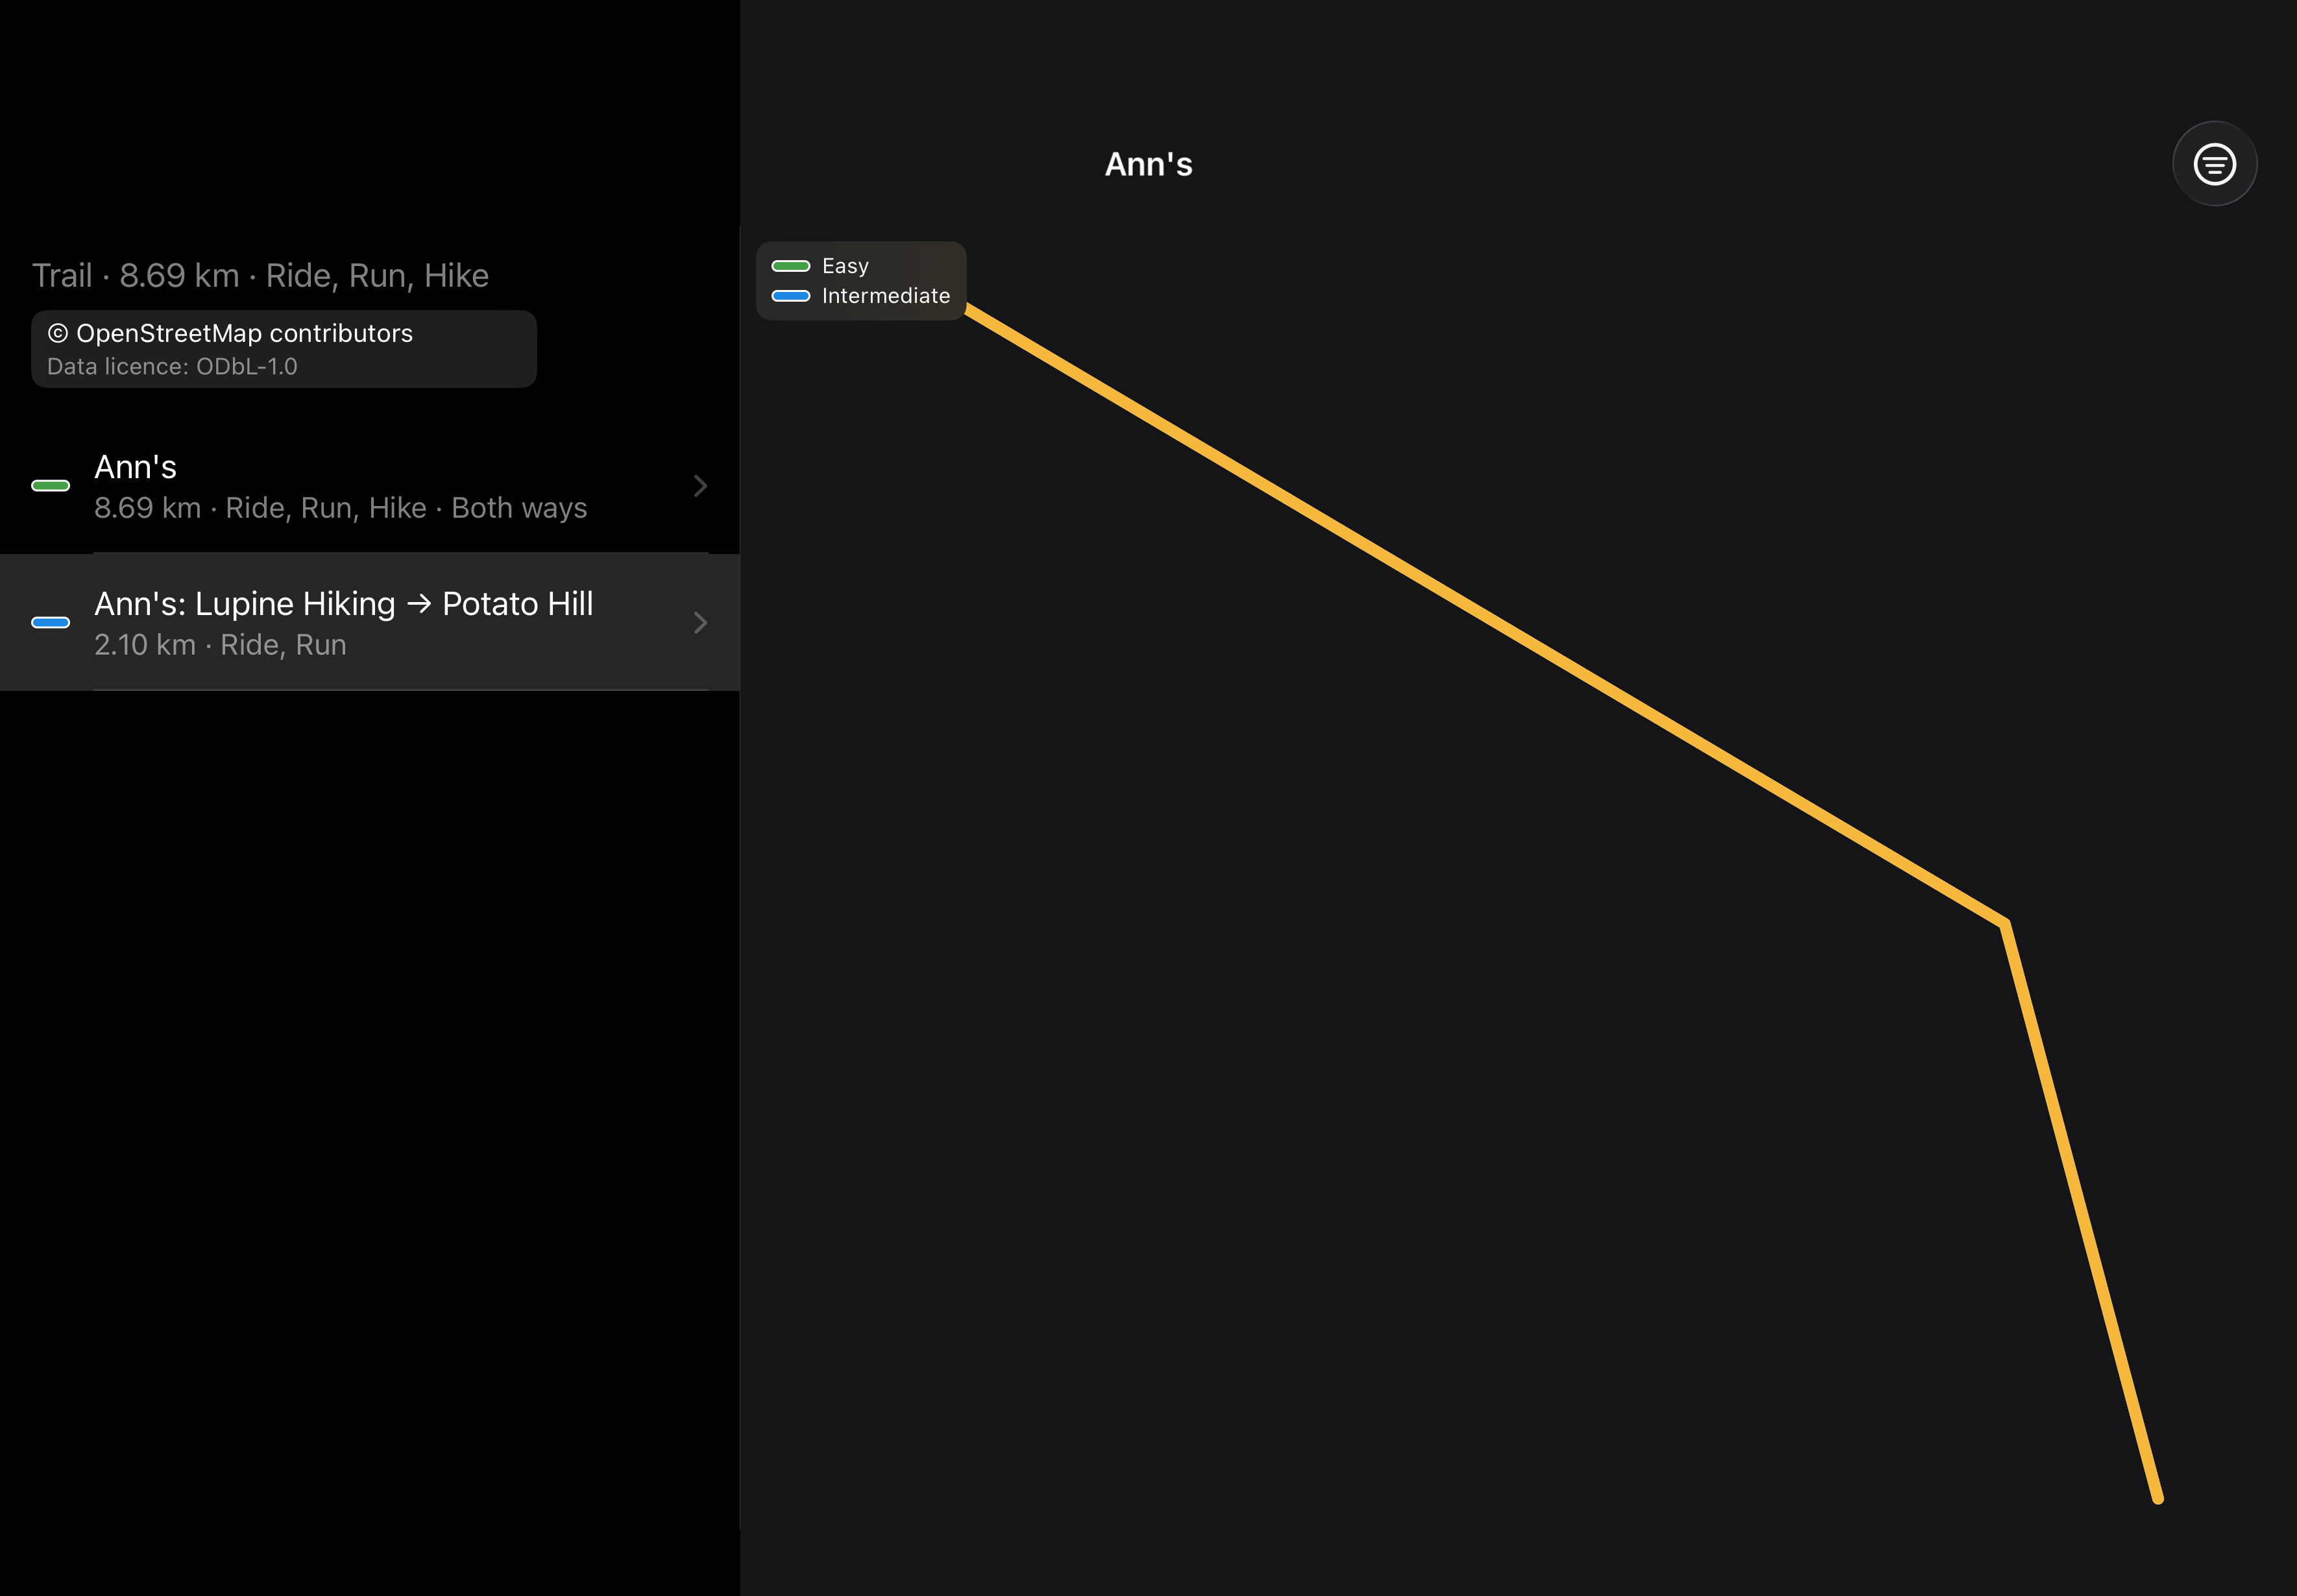 Ann's
Trail · 8.69 km · Ride, Run, Hike
© OpenStreetMap contributors
Data licence: ODbL-1.0
Ann's
8.69 km · Ride, Run, Hike · Both ways
Ann's: Lupine Hiking → Potato Hill
2.10 km · Ride, Run
Easy
Intermediate